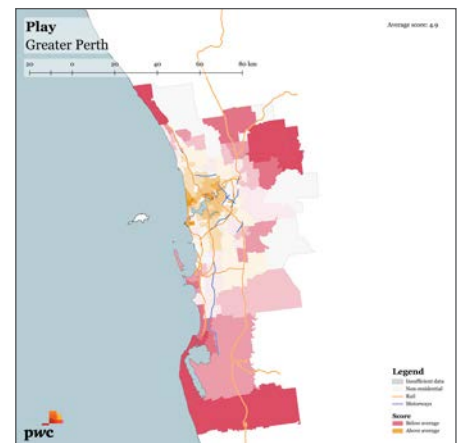 Play
Greater Perth
Average score: 4.9
20 0 20 40 60 80 km
Legend
Insufficient data
Non-residential
Rail
Motorways
Score
Below average
Above average
pwc